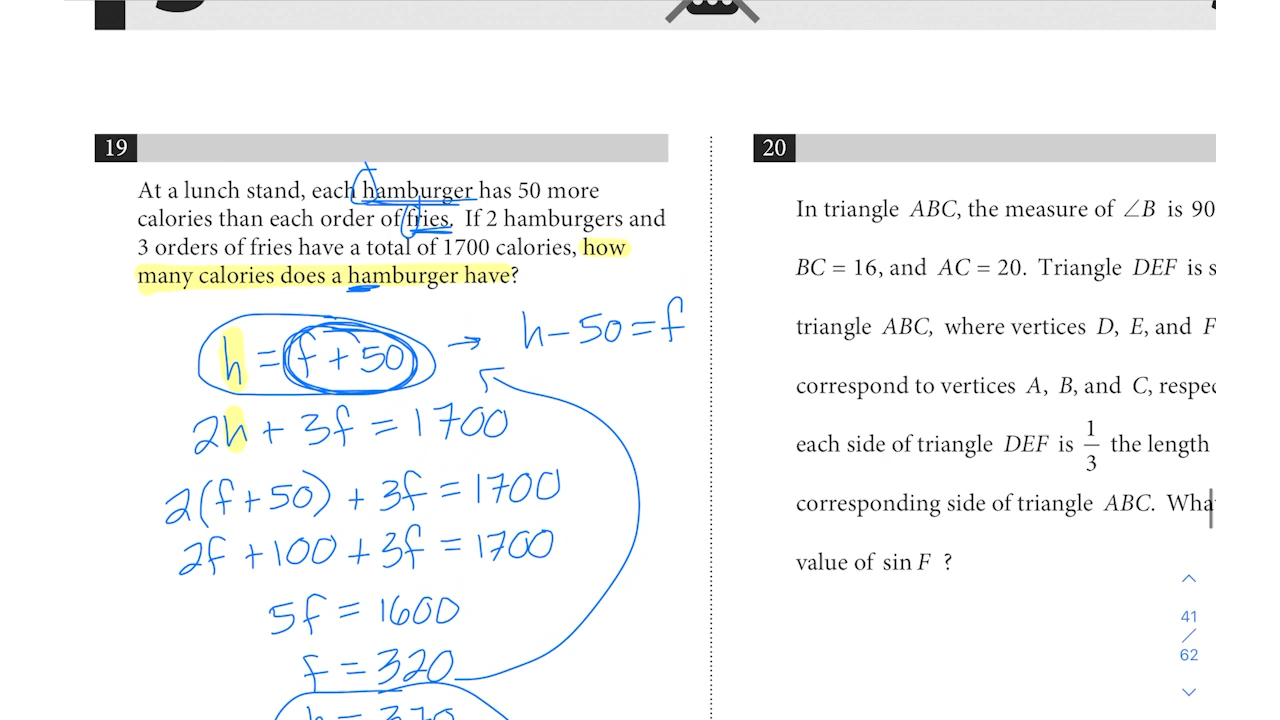 19
At a lunch stand, each hamburger has 50 more
calories than each order of fries. If 2 hamburgers and
3 orders of fries have a total of 1700 calories, how
many calories does a hamburger have?
h = f + 50 → h - 50 = f
2h + 3f = 1700
2(f + 50) + 3f = 1700
2f + 100 + 3f = 1700
5f = 1600
f = 320
h = 370
20
In triangle ABC, the measure of ∠B is 90
BC = 16, and AC = 20. Triangle DEF is s
triangle ABC, where vertices D, E, and F
correspond to vertices A, B, and C, respec
each side of triangle DEF is 1/3 the length
corresponding side of triangle ABC. Wha
value of sin F ?
41
/
62